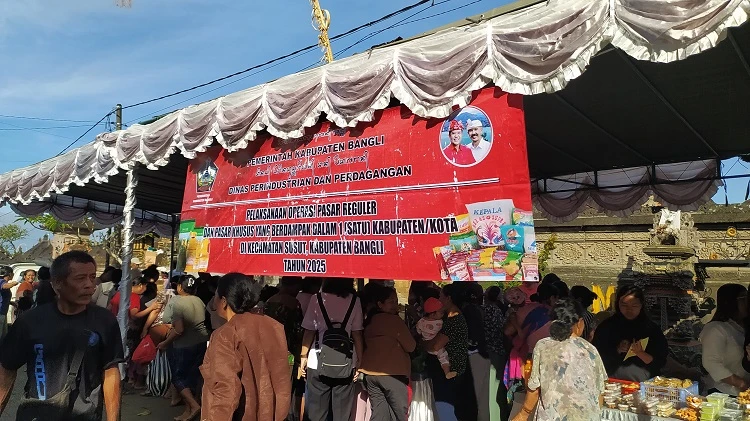 PEMERINTAH KABUPATEN BANGLI
DINAS PERINDUSTRIAN DAN PERDAGANGAN
PELAKSANAAN OPERASI PASAR REGULER
DAN PASAR KHUSUS YANG BERDAMPAK DALAM 1 (SATU) KABUPATEN/KOTA
DI KECAMATAN SUSUT, KABUPATEN BANGLI
TAHUN 2025
KEPALA